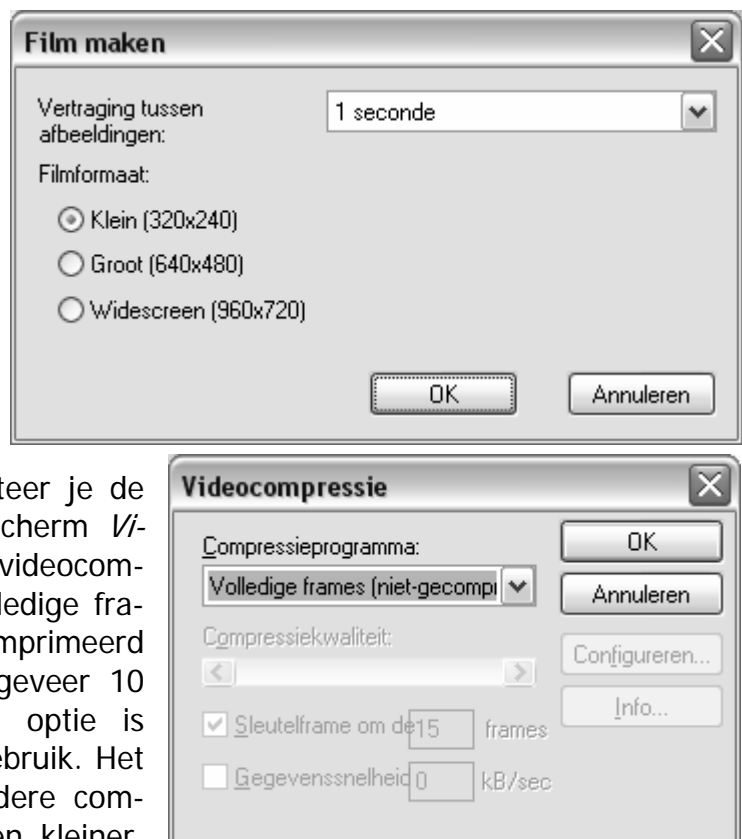 Film maken
Vertraging tussen
afbeeldingen:
1 seconde
Filmformaat:
Klein (320x240)
Groot (640x480)
Widescreen (960x720)
OK
Annuleren
teer je de
cherm Vi-
videocom-
ledige fra-
mprimeerd
geveer 10
optie is
ebruik. Het
dere com-
en kleiner.
Videocompressie
Compressieprogramma:
Volledige frames (niet-gecompr
OK
Annuleren
Compressiekwaliteit:
Configureren...
Info...
Sleutelframe om de 15 frames
Gegevenssnelheid 0 kB/sec